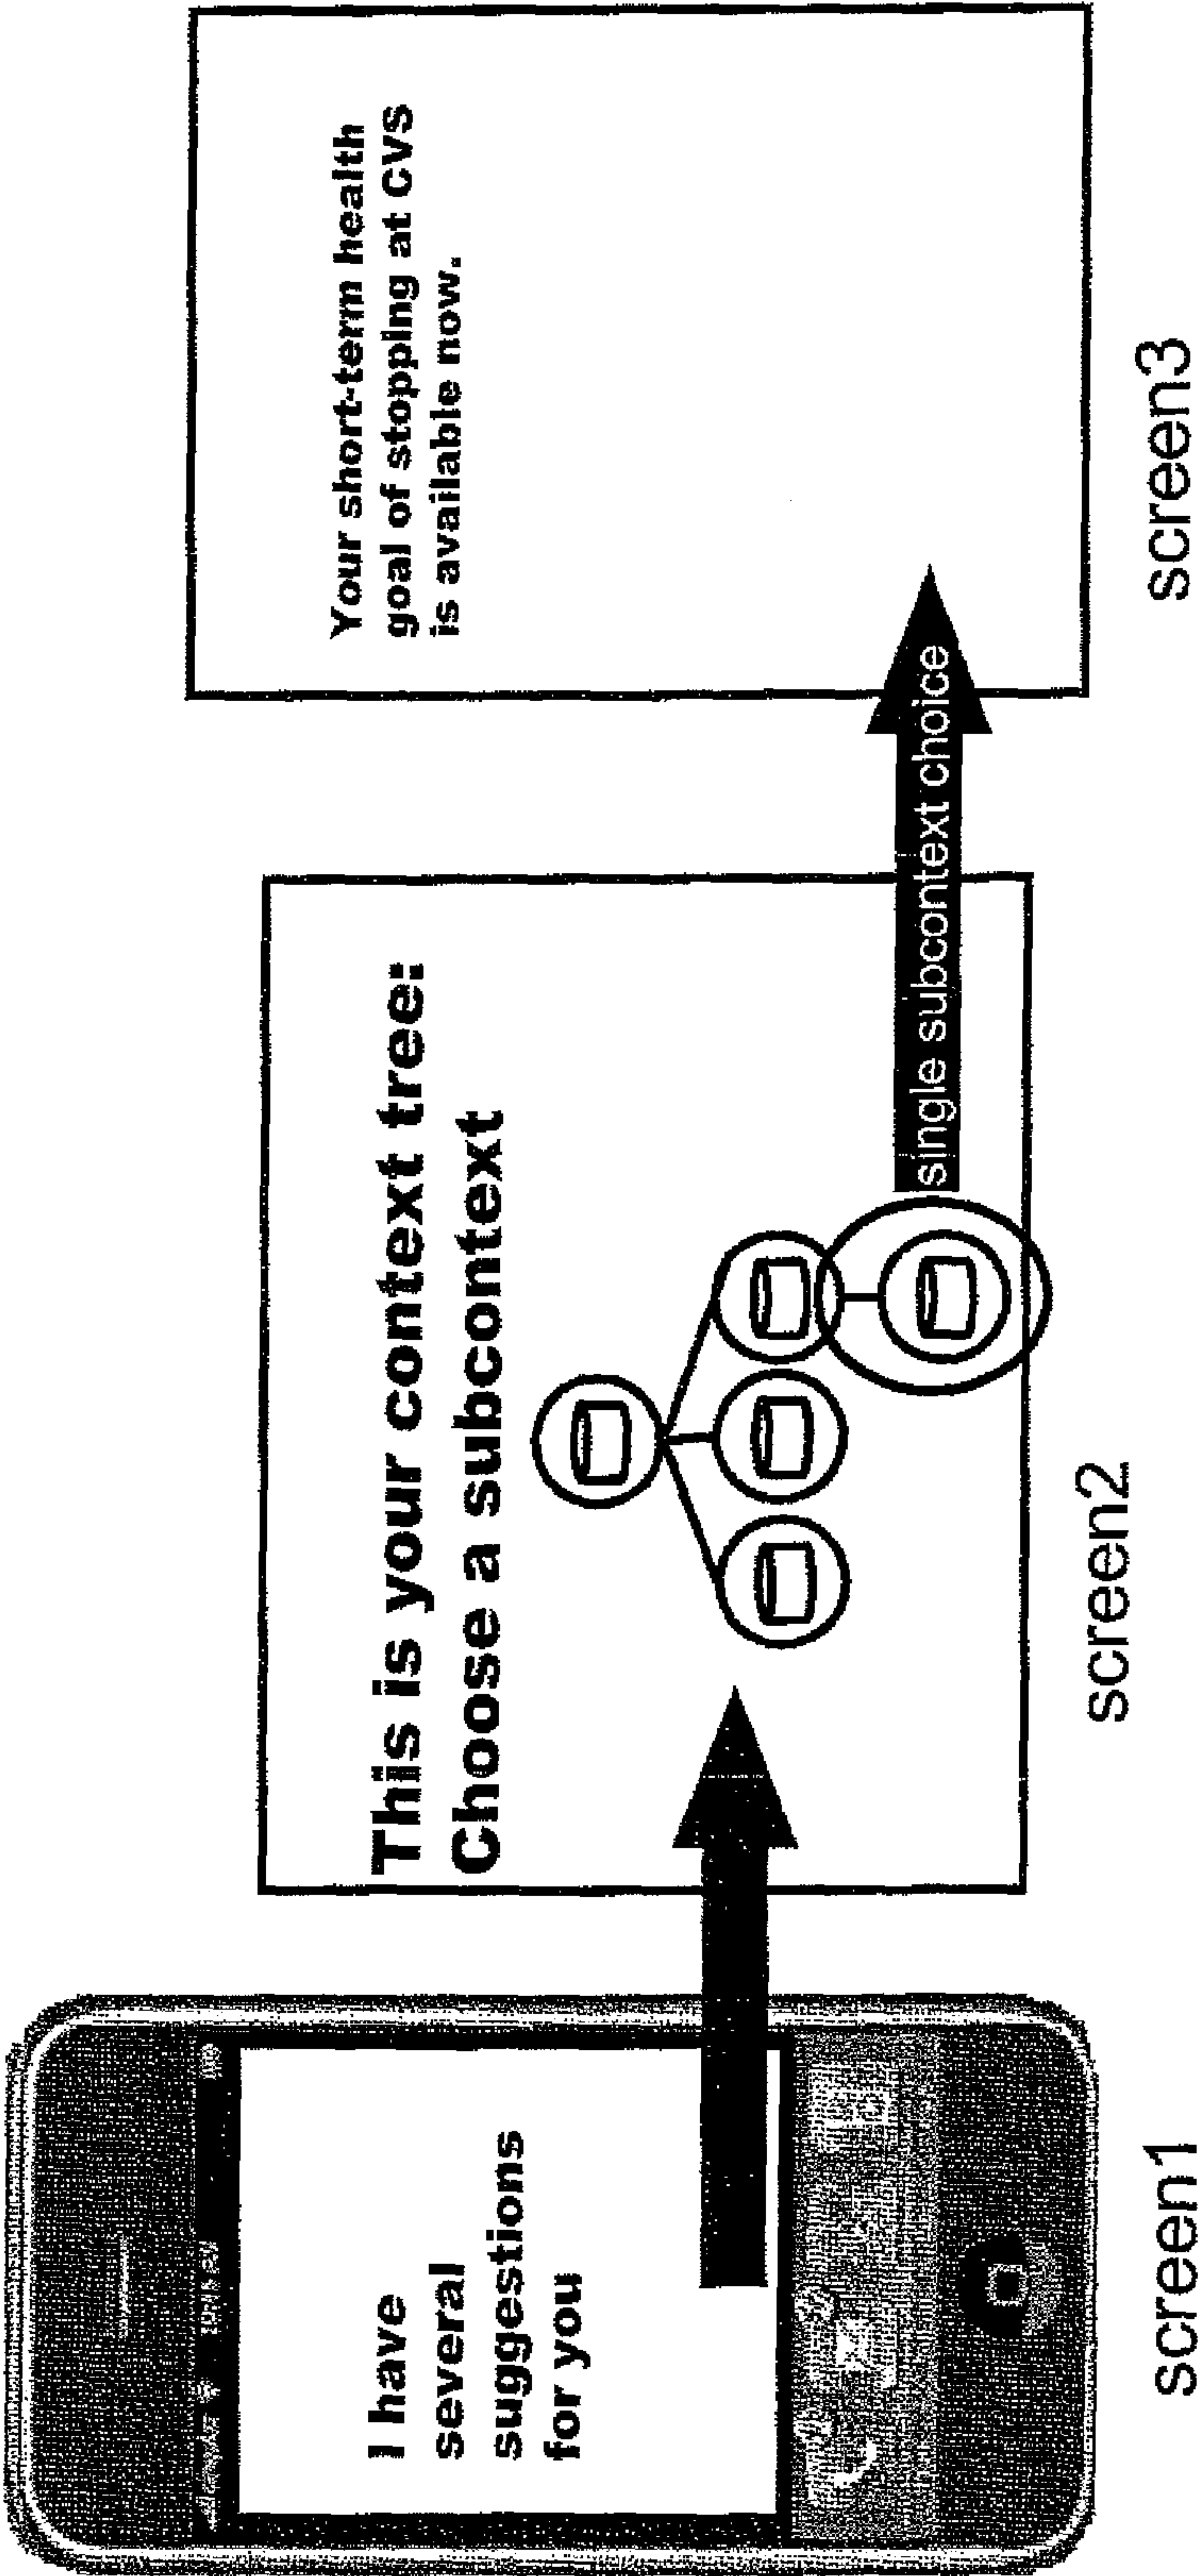 I have
several
suggestions
for you
screen1
This is your context tree:
Choose a subcontext
single subcontext choice
screen2
Your short-term health
goal of stopping at CVS
is available now.
screen3